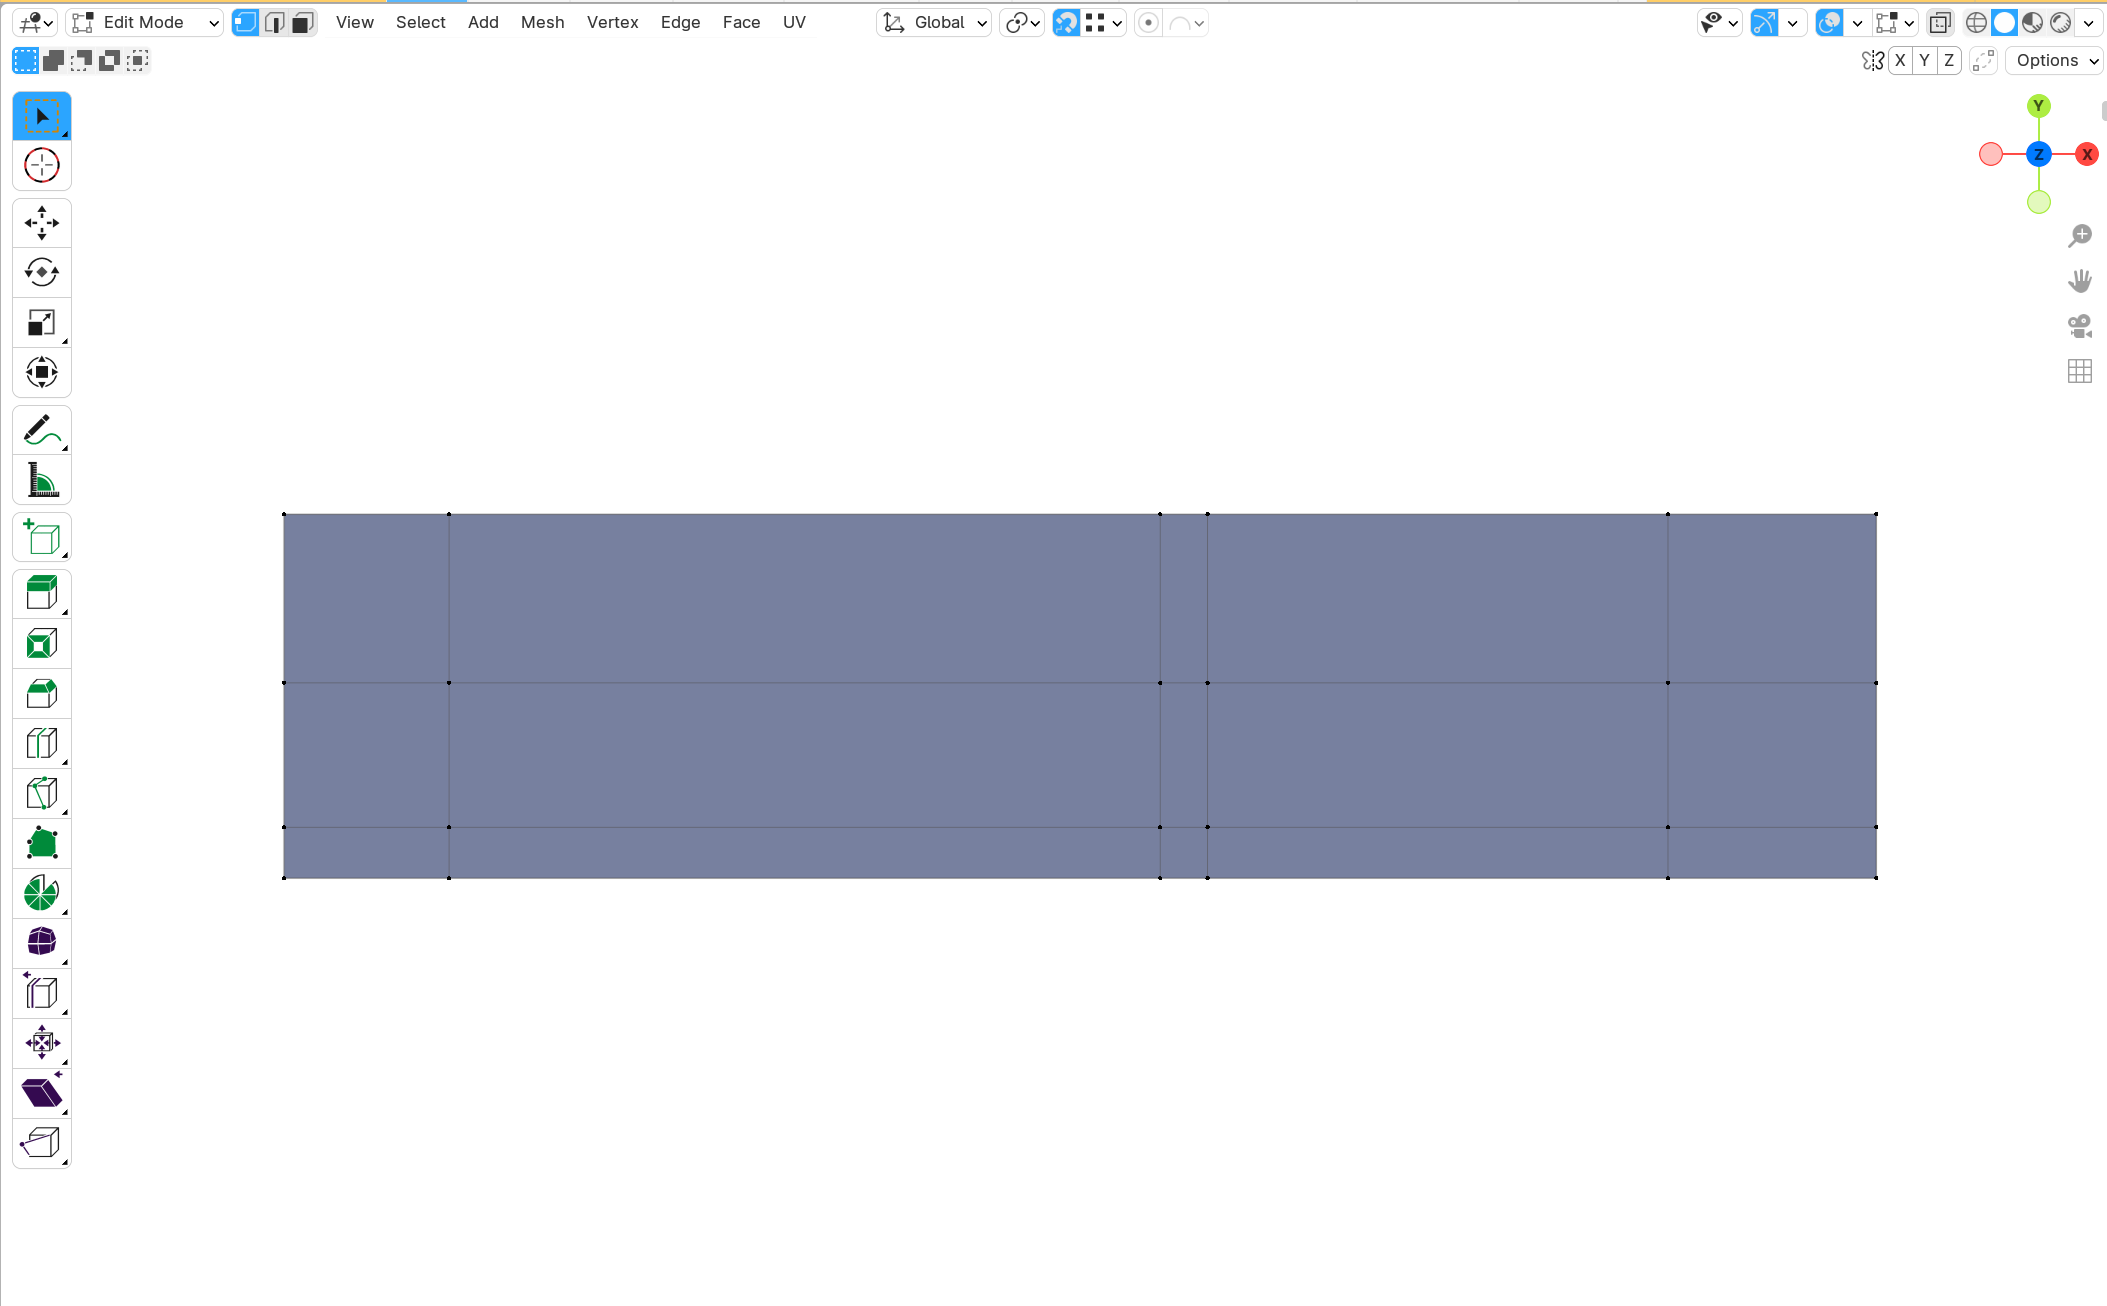 Edit Mode View Select Add Mesh Vertex Edge Face UV Global
X Y Z Options
Y
Z X